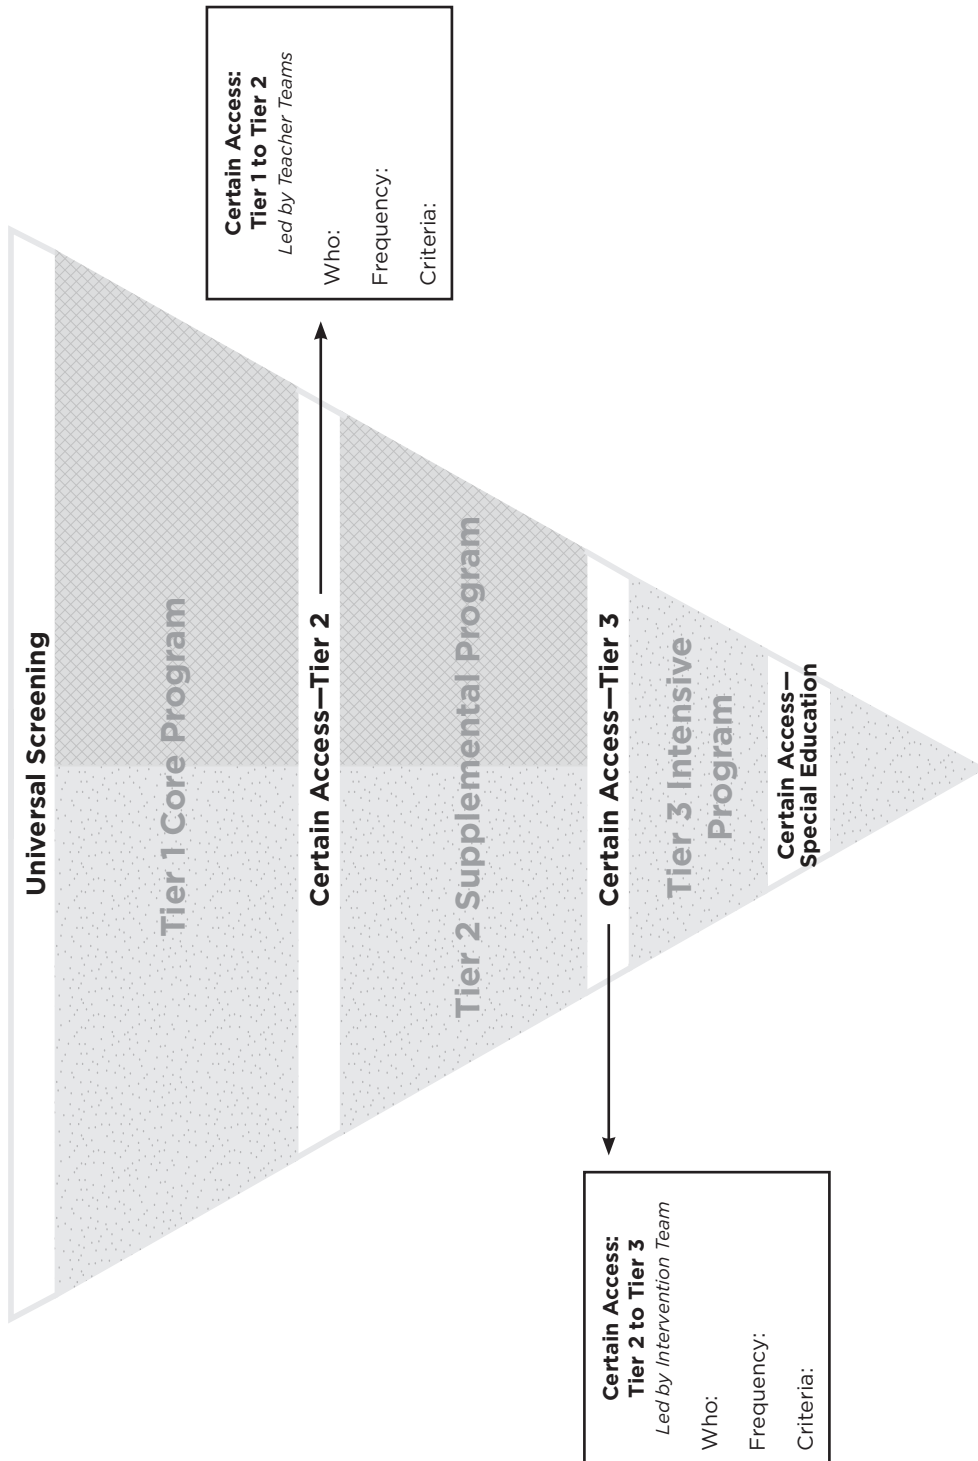 Universal Screening
Tier 1 Core Program
Certain Access—Tier 2
Certain Access:
Tier 1 to Tier 2
Led by Teacher Teams
Who:
Frequency:
Criteria:
Tier 2 Supplemental Program
Certain Access—Tier 3
Certain Access:
Tier 2 to Tier 3
Led by Intervention Team
Who:
Frequency:
Criteria:
Tier 3 Intensive
Program
Certain Access—
Special Education